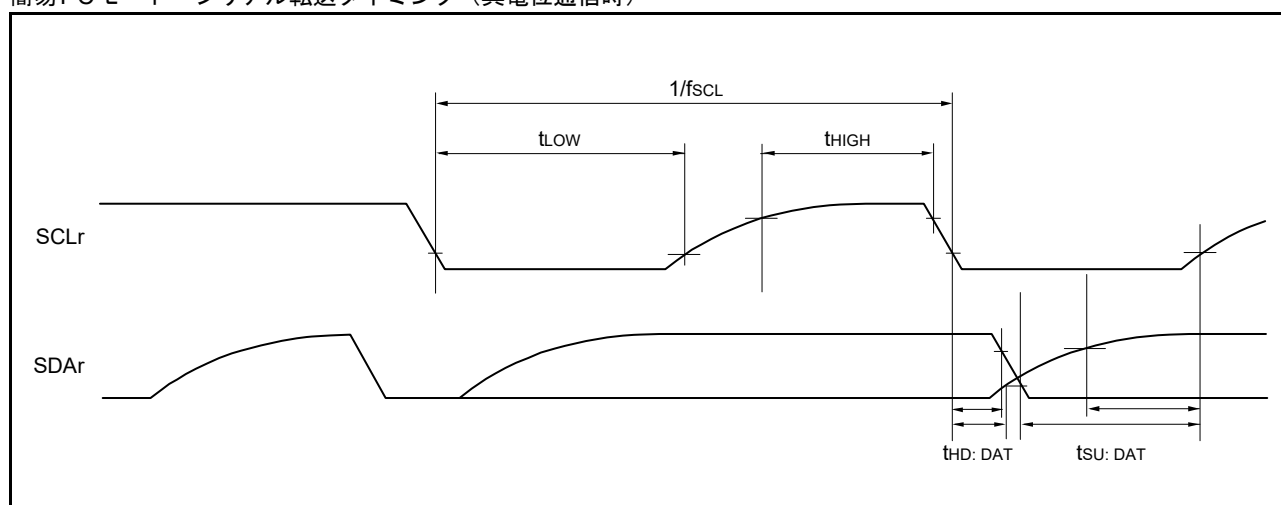 1/fSCL
tLOW
tHIGH
SCLr
SDAr
tHD: DAT
tSU: DAT